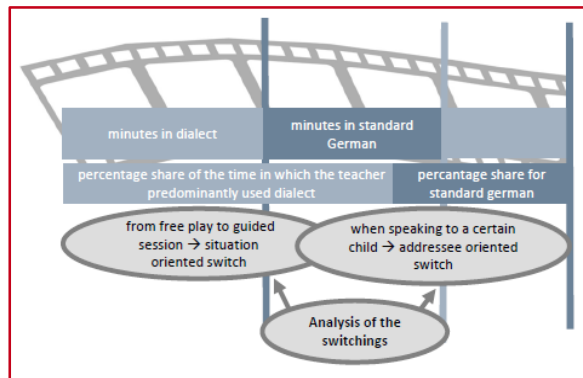 minutes in dialect
minutes in standard
German
percentage share of the time in which the teacher
predominantly used dialect
percantage share for
standard german
from free play to guided
session → situation
oriented switch
when speaking to a certain
child → addressee oriented
switch
Analysis of the
switchings